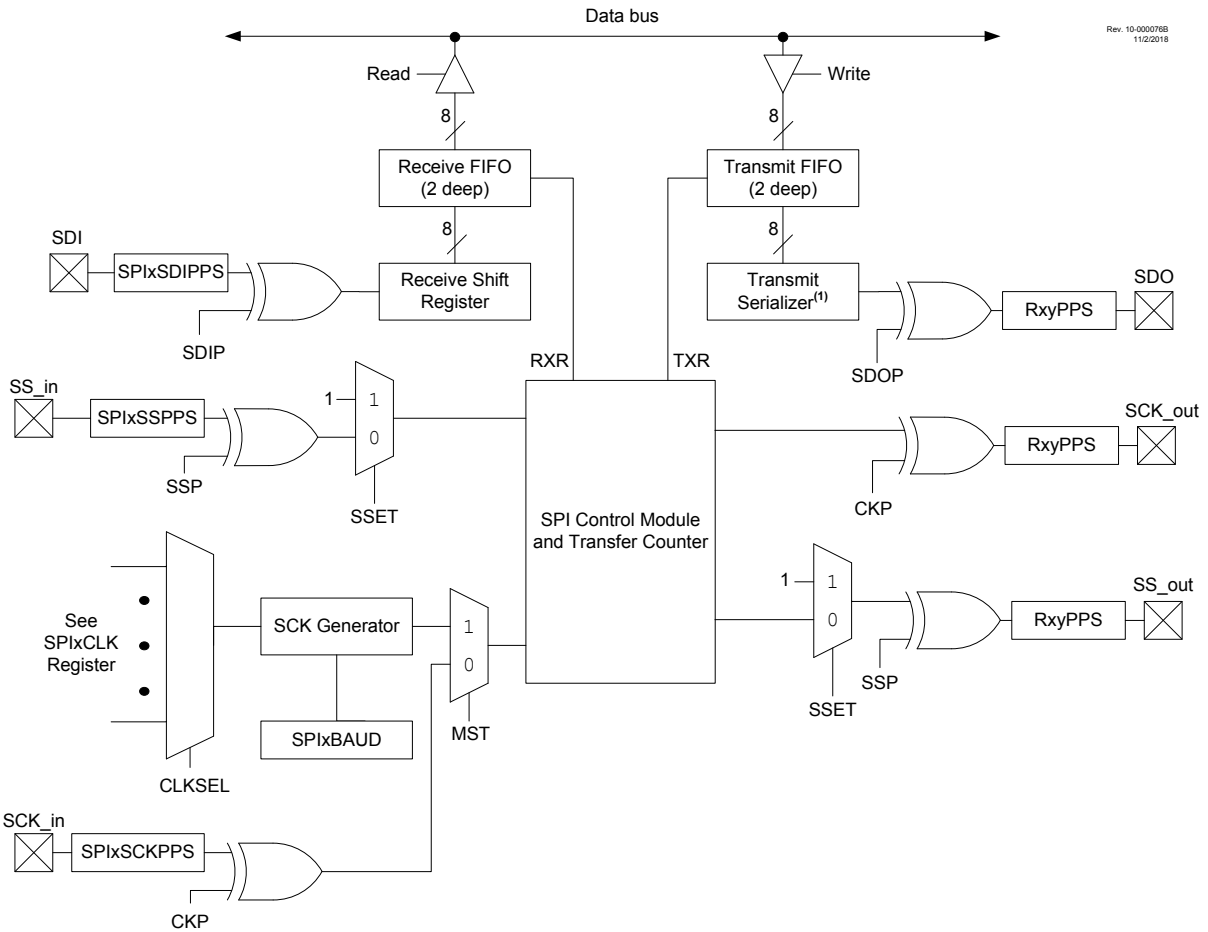 Data bus
Rev. 10-000076B
11/2/2018
Read
Write
8
8
Receive FIFO
(2 deep)
Transmit FIFO
(2 deep)
8
8
SDI
SPIxSDIPPS
Receive Shift
Register
Transmit
Serializer(1)
SDO
RxyPPS
SDIP
SDOP
RXR
TXR
SS_in
SPIxSSPPS
1
1
0
SSP
SSET
SCK_out
RxyPPS
CKP
SPI Control Module
and Transfer Counter
1
1
0
SS_out
RxyPPS
SSP
SSET
See
SPIxCLK
Register
SCK Generator
1
0
SPIxBAUD
MST
CLKSEL
SCK_in
SPIxSCKPPS
CKP